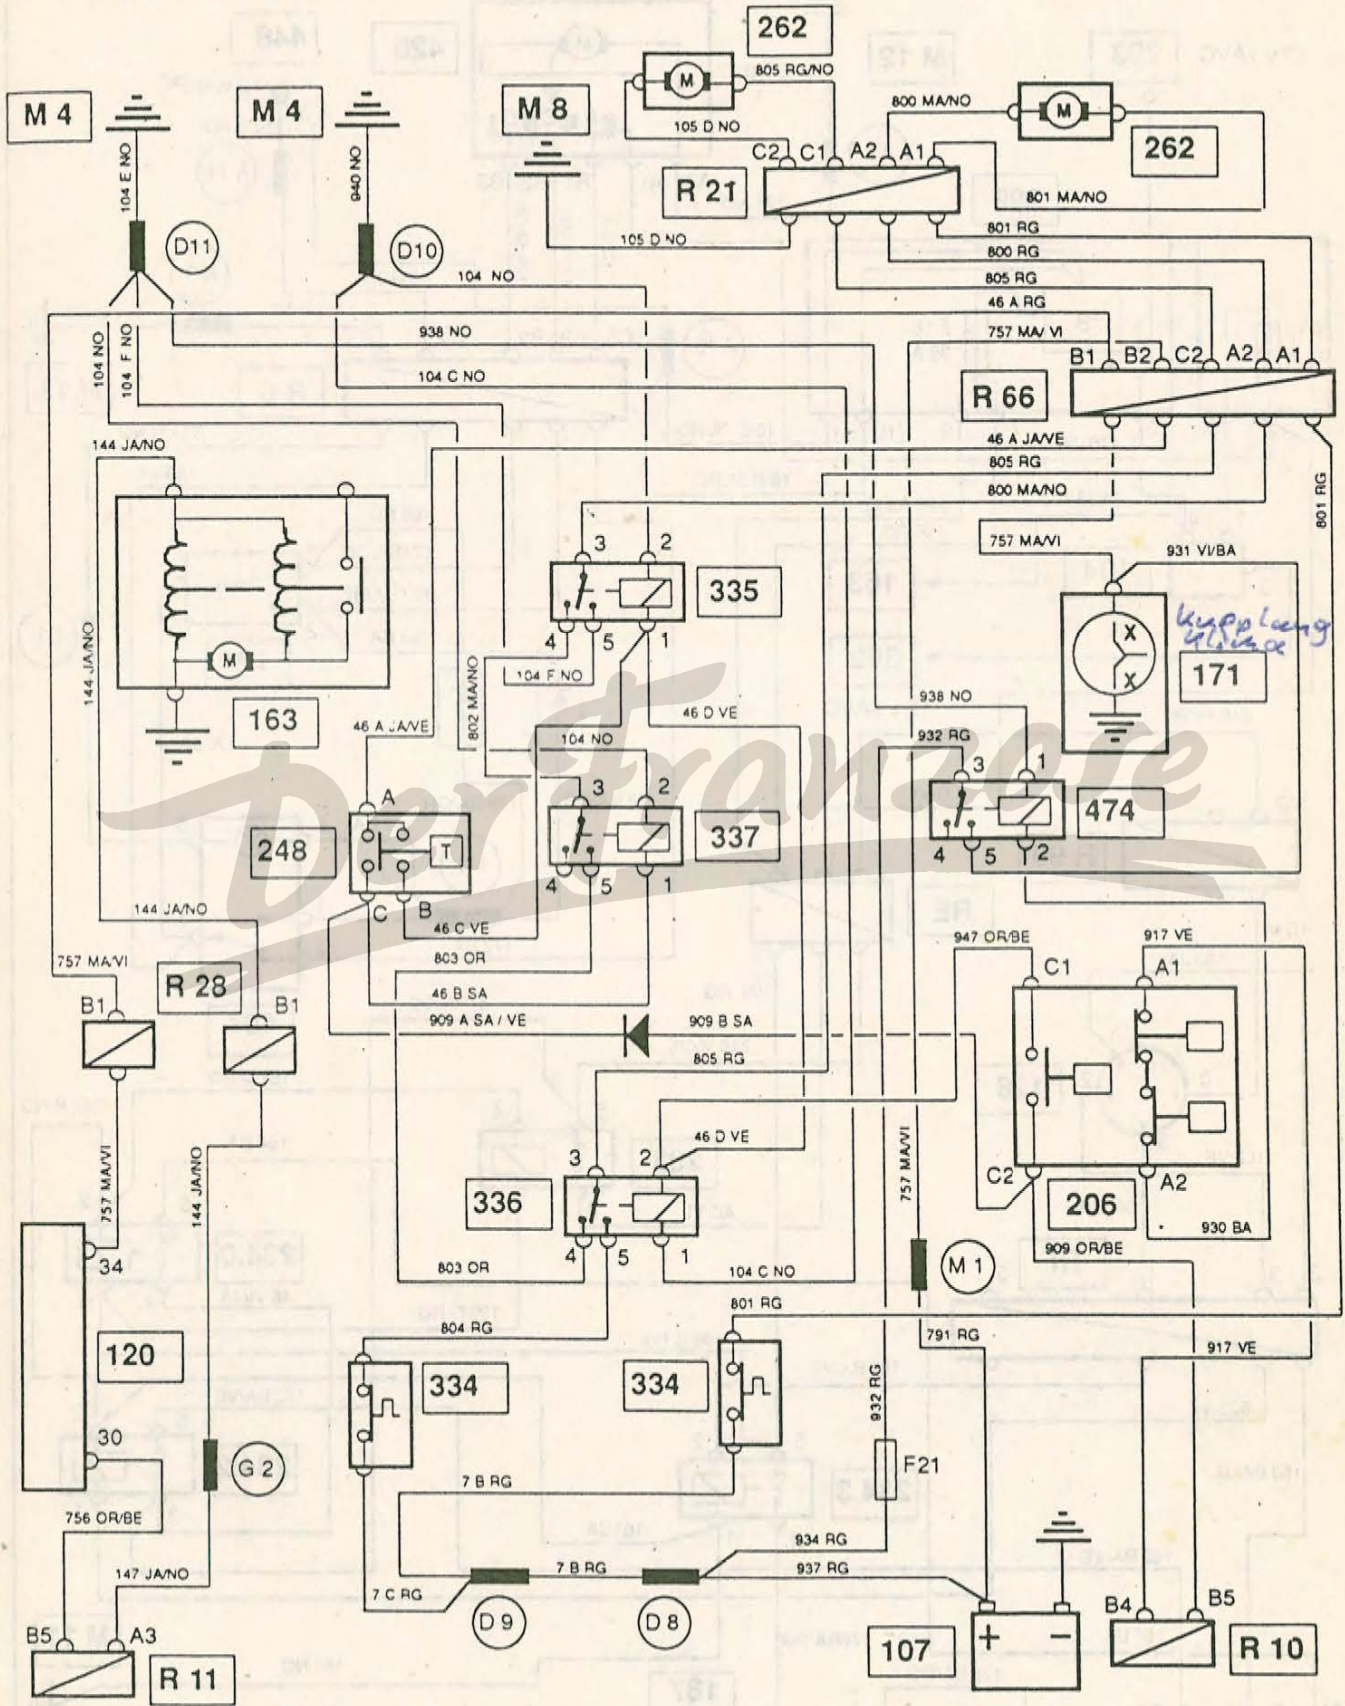 262
805 RG/NO
M 4
M 4
M 8
M
800 MA/NO
M
262
104 E NO
940 NO
105 D NO
C2 C1 A2 A1
R 21
801 MA/NO
D11
D10
105 D NO
801 RG
800 RG
104 NO
805 RG
46 A RG
938 NO
757 MA/VI
B1 B2 C2 A2 A1
104 NO
104 F NO
104 C NO
R 66
144 JA/NO
46 A JA/VE
805 RG
800 MA/NO
801 RG
757 MA/VI
931 VI/BA
3 2
335
4 5 1
Kupplung
Klima
171
X
X
M
144 JA/NO
163
802 MA/NO
104 F NO
938 NO
46 D VE
46 A JA/VE
104 NO
932 RG
3 1
A
3 2
474
248
T
337
4 5 2
4 5 1
C B
144 JA/NO
46 C VE
947 OR/BE
917 VE
757 MA/VI
R 28
803 OR
C1 A1
B1
B1
46 B SA
909 A SA / VE
909 B SA
805 RG
46 D VE
757 MA/VI
144 JA/NO
757 MA/VI
3 2
336
C2
206
A2
4 5 1
930 BA
34
803 OR
104 C NO
M 1
909 OR/BE
801 RG
804 RG
791 RG
120
334
334
917 VE
932 RG
30
G 2
7 B RG
F21
756 OR/BE
934 RG
147 JA/NO
7 B RG
937 RG
7 C RG
D 9
D 8
B5 A3
R 11
107
+ −
B4 B5
R 10
Der Franzose